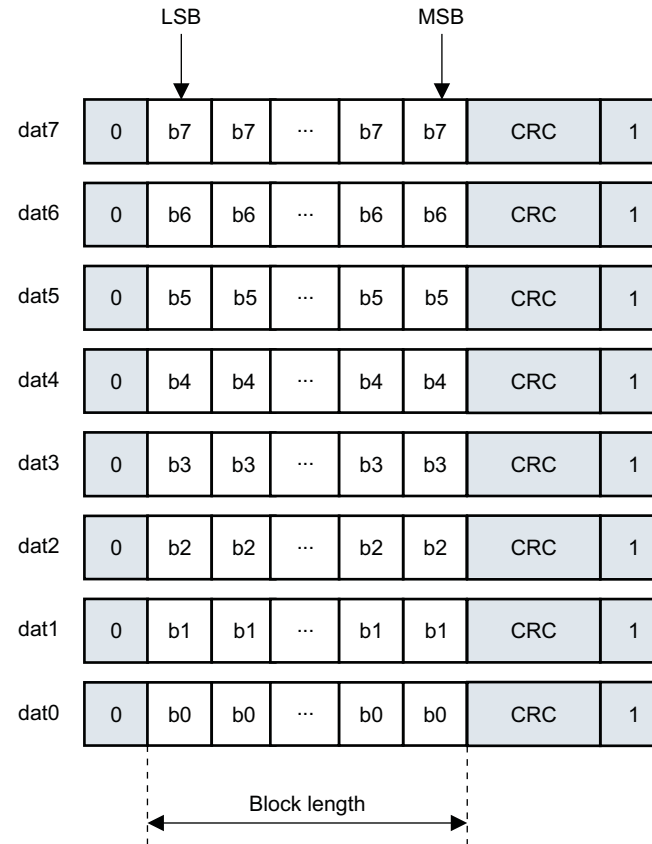 LSB MSB
dat7 0 b7 b7 ... b7 b7 CRC 1
dat6 0 b6 b6 ... b6 b6 CRC 1
dat5 0 b5 b5 ... b5 b5 CRC 1
dat4 0 b4 b4 ... b4 b4 CRC 1
dat3 0 b3 b3 ... b3 b3 CRC 1
dat2 0 b2 b2 ... b2 b2 CRC 1
dat1 0 b1 b1 ... b1 b1 CRC 1
dat0 0 b0 b0 ... b0 b0 CRC 1
Block length